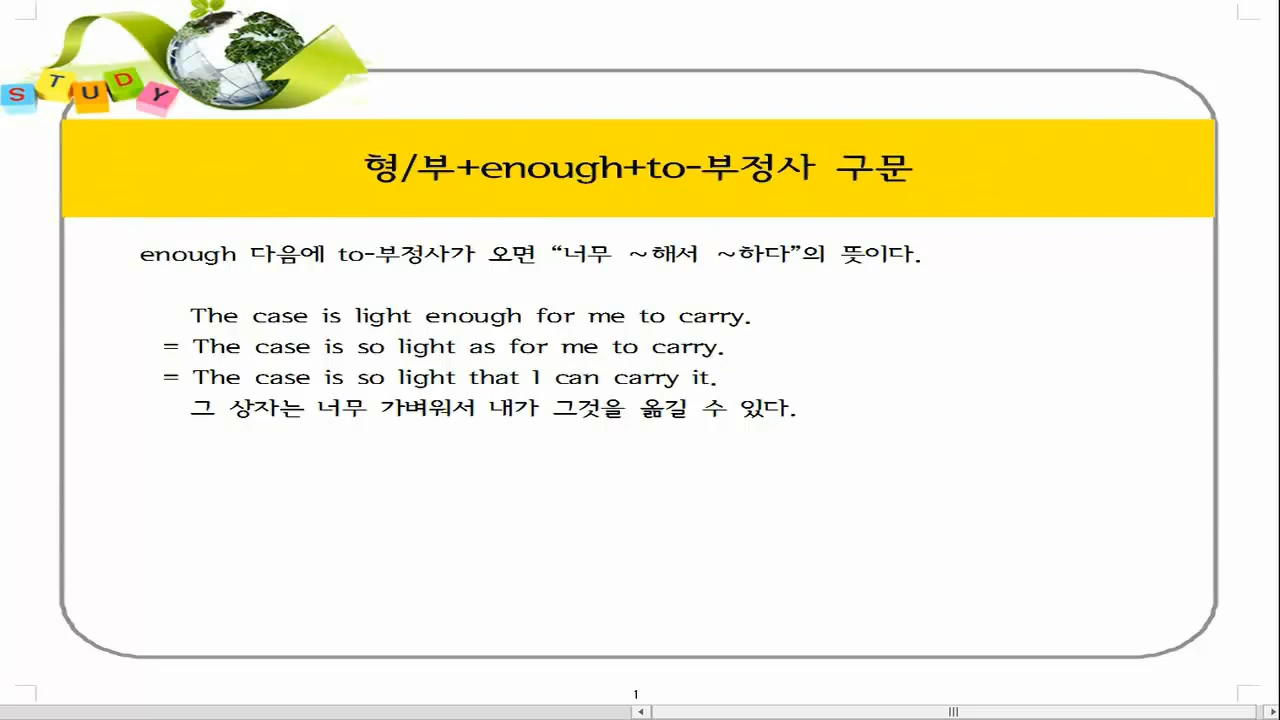 STUDY
형/부+enough+to-부정사 구문
enough 다음에 to-부정사가 오면 “너무 ~해서 ~하다”의 뜻이다.
The case is light enough for me to carry.
= The case is so light as for me to carry.
= The case is so light that I can carry it.
그 상자는 너무 가벼워서 내가 그것을 옮길 수 있다.
1